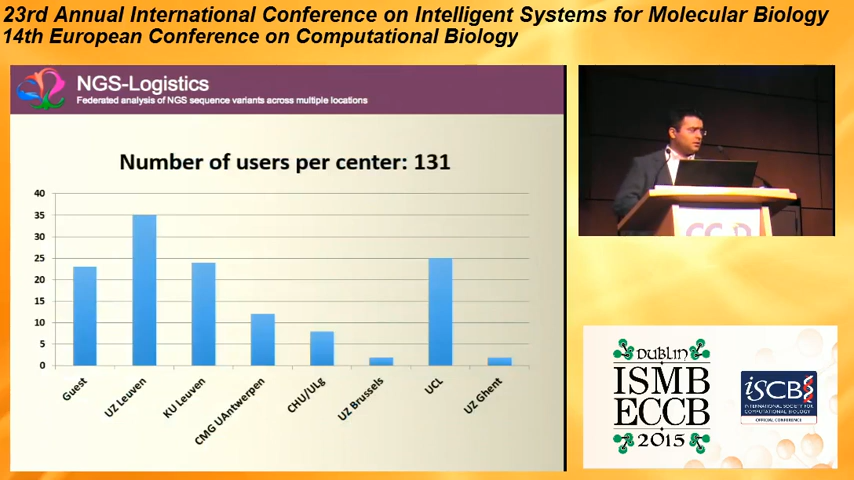 23rd Annual International Conference on Intelligent Systems for Molecular Biology
14th European Conference on Computational Biology
NGS-Logistics
Federated analysis of NGS sequence variants across multiple locations
Number of users per center: 131
40
35
30
25
20
15
10
5
0
Guest
UZ Leuven
KU Leuven
CMG UAntwerpen
CHU/ULg
UZ Brussels
UCL
UZ Ghent
DUBLIN
ISMB
ECCB
2015
iSCB
INTERNATIONAL SOCIETY FOR
COMPUTATIONAL BIOLOGY
OFFICIAL CONFERENCE